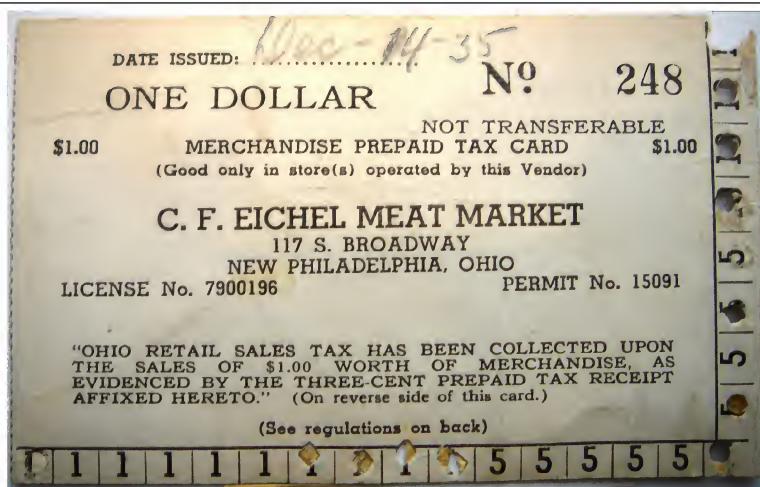 DATE ISSUED: Dec-14-35
Nº 248
ONE DOLLAR
NOT TRANSFERABLE
$1.00 MERCHANDISE PREPAID TAX CARD $1.00
(Good only in store(s) operated by this Vendor)
C. F. EICHEL MEAT MARKET
117 S. BROADWAY
NEW PHILADELPHIA, OHIO
LICENSE No. 7900196 PERMIT No. 15091
"OHIO RETAIL SALES TAX HAS BEEN COLLECTED UPON
THE SALES OF $1.00 WORTH OF MERCHANDISE, AS
EVIDENCED BY THE THREE-CENT PREPAID TAX RECEIPT
AFFIXED HERETO." (On reverse side of this card.)
(See regulations on back)
1 1 1 1 1 1 1 1 5 5 5 5 5
5 5